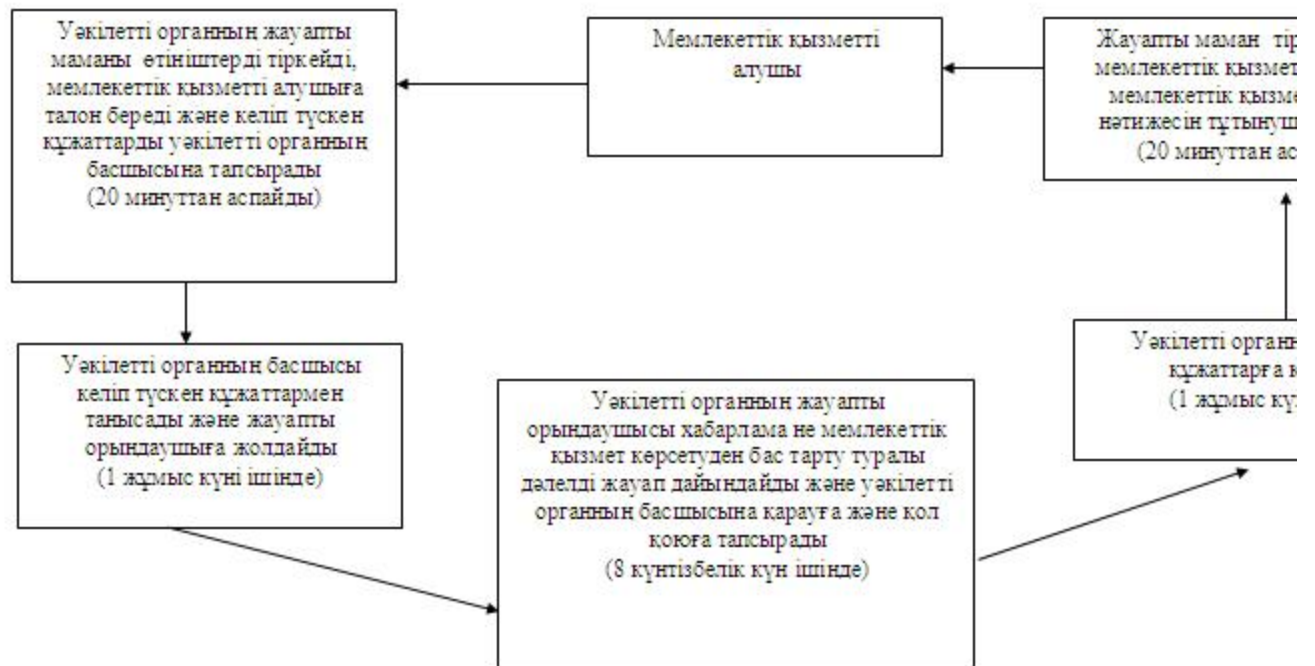 Уәкілетті органның жауапты
маманы өтініштерді тіркейді,
мемлекеттік қызметті алушыға
талон береді және келіп түскен
құжаттарды уәкілетті органның
басшысына тапсырады
(20 минуттан аспайды)
Мемлекеттік қызметті
алушы
Жауапты маман
мемлекеттік
мемлекеттік
нәтижесін
(20 минуттан
Уәкілетті органның басшысы
келіп түскен құжаттармен
танысады және жауапты
орындаушыға жолдайды
(1 жұмыс күні ішінде)
Уәкілетті органның жауапты
орындаушысы хабарлама не мемлекеттік
қызмет көрсетуден бас тарту туралы
дәлелді жауап дайындайды және уәкілетті
органның басшысына қарауға және қол
қоюға тапсырады
(8 күнтізбелік күн ішінде)
Уәкілетті
құжаттарға
(1 жұмыс